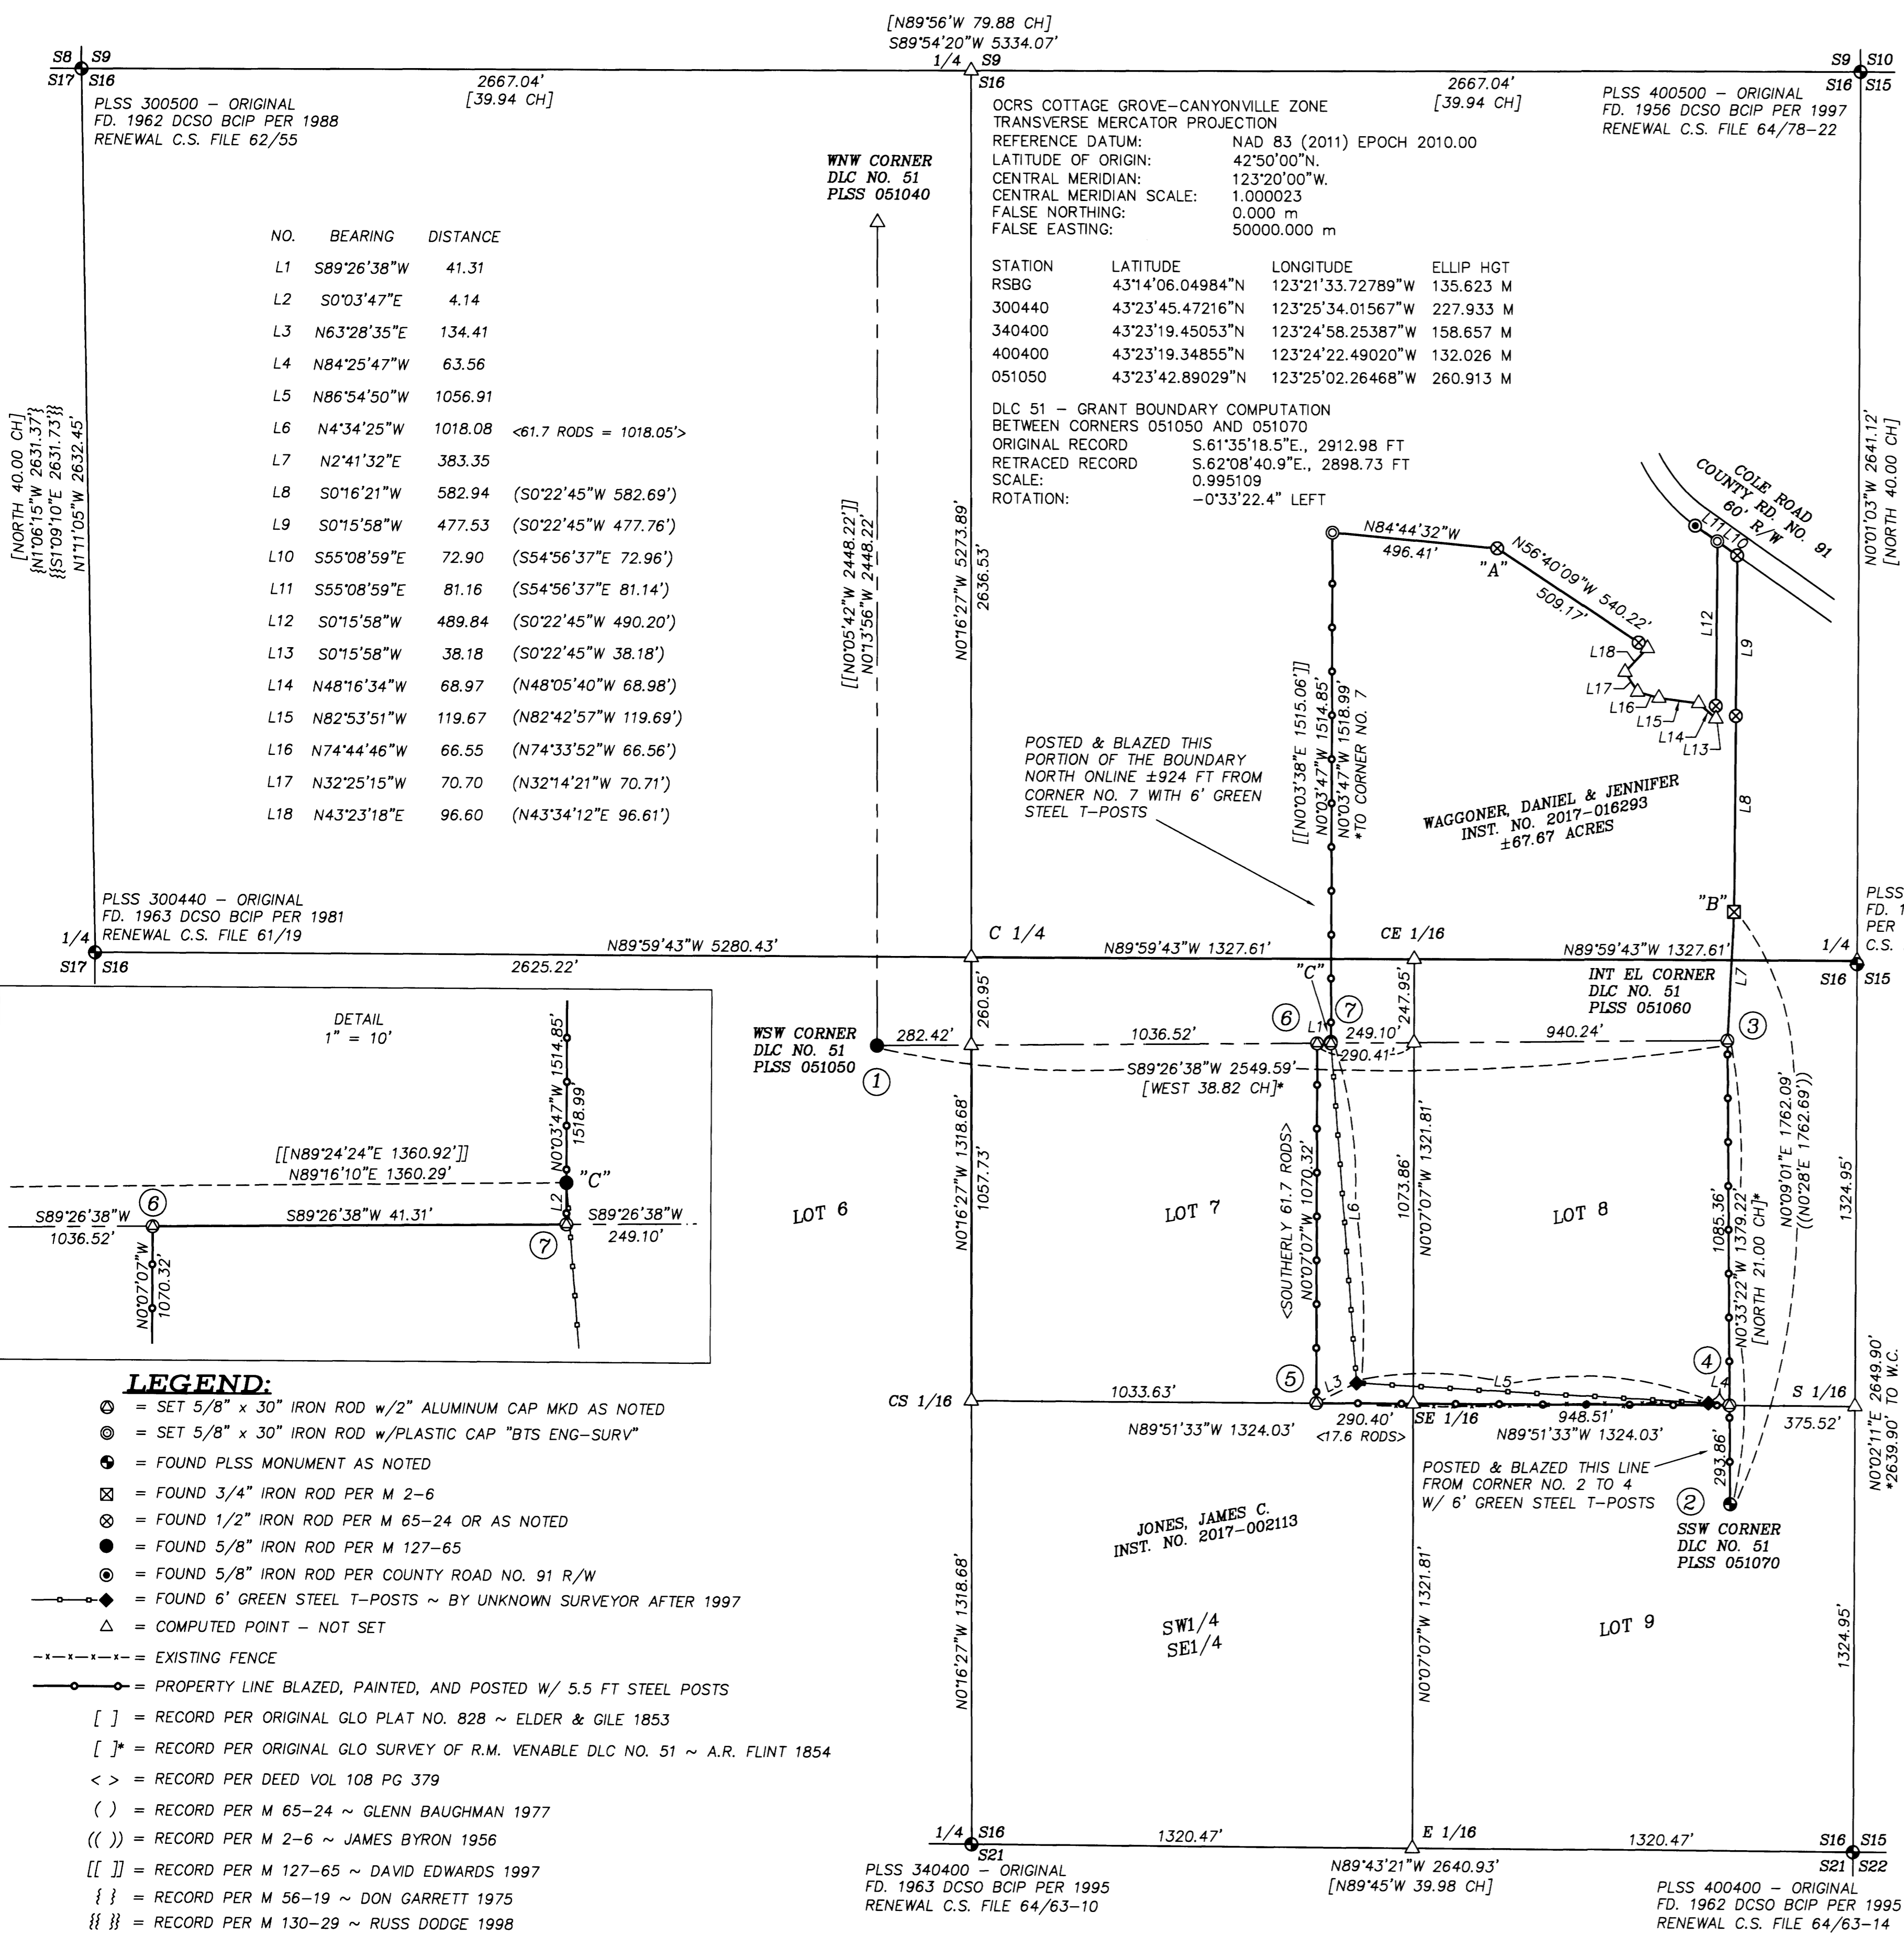 [N89°56'W 79.88 CH]
S89°54'20"W 5334.07'
S8 S9
S17 S16
1/4 S9
S16
S9 S10
S16 S15
2667.04'
[39.94 CH]
2667.04'
[39.94 CH]
PLSS 300500 – ORIGINAL
FD. 1962 DCSO BCIP PER 1988
RENEWAL C.S. FILE 62/55
PLSS 400500 – ORIGINAL
FD. 1956 DCSO BCIP PER 1997
RENEWAL C.S. FILE 64/78–22
OCRS COTTAGE GROVE–CANYONVILLE ZONE
TRANSVERSE MERCATOR PROJECTION
REFERENCE DATUM: NAD 83 (2011) EPOCH 2010.00
LATITUDE OF ORIGIN: 42°50'00"N.
CENTRAL MERIDIAN: 123°20'00"W.
CENTRAL MERIDIAN SCALE: 1.000023
FALSE NORTHING: 0.000 m
FALSE EASTING: 50000.000 m
STATION LATITUDE LONGITUDE ELLIP HGT
RSBG 43°14'06.04984"N 123°21'33.72789"W 135.623 M
300440 43°23'45.47216"N 123°25'34.01567"W 227.933 M
340400 43°23'19.45053"N 123°24'58.25387"W 158.657 M
400400 43°23'19.34855"N 123°24'22.49020"W 132.026 M
051050 43°23'42.89029"N 123°25'02.26468"W 260.913 M
DLC 51 – GRANT BOUNDARY COMPUTATION
BETWEEN CORNERS 051050 AND 051070
ORIGINAL RECORD S.61°35'18.5"E., 2912.98 FT
RETRACED RECORD S.62°08'40.9"E., 2898.73 FT
SCALE: 0.995109
ROTATION: –0°33'22.4" LEFT
WNW CORNER
DLC NO. 51
PLSS 051040
NO. BEARING DISTANCE
L1 S89°26'38"W 41.31
L2 S0°03'47"E 4.14
L3 N63°28'35"E 134.41
L4 N84°25'47"W 63.56
L5 N86°54'50"W 1056.91
L6 N4°34'25"W 1018.08 <61.7 RODS = 1018.05'>
L7 N2°41'32"E 383.35
L8 S0°16'21"W 582.94 (S0°22'45"W 582.69')
L9 S0°15'58"W 477.53 (S0°22'45"W 477.76')
L10 S55°08'59"E 72.90 (S54°56'37"E 72.96')
L11 S55°08'59"E 81.16 (S54°56'37"E 81.14')
L12 S0°15'58"W 489.84 (S0°22'45"W 490.20')
L13 S0°15'58"W 38.18 (S0°22'45"W 38.18')
L14 N48°16'34"W 68.97 (N48°05'40"W 68.98')
L15 N82°53'51"W 119.67 (N82°42'57"W 119.69')
L16 N74°44'46"W 66.55 (N74°33'52"W 66.56')
L17 N32°25'15"W 70.70 (N32°14'21"W 70.71')
L18 N43°23'18"E 96.60 (N43°34'12"E 96.61')
[NORTH 40.00 CH]
{N1°06'15"W 2631.37'}
{{S1°09'10"E 2631.73'}}
N1°11'05"W 2632.45'
[[N0°05'42"W 2448.22']]
N0°13'56"W 2448.22'
N0°16'27"W 5273.89'
2636.53'
N0°01'03"W 2641.12'
[NORTH 40.00 CH]
COLE ROAD
COUNTY RD. NO. 91
60' R/W
L11
L10
N84°44'32"W
496.41'
"A"
N56°40'09"W 540.22'
509.17'
L12
L9
L18
L17
L16
L15
L14
L13
L8
[[N0°03'38"E 1515.06']]
N0°03'47"W 1514.85'
N0°03'47"W 1518.99'
*TO CORNER NO. 7
POSTED & BLAZED THIS
PORTION OF THE BOUNDARY
NORTH ONLINE ±924 FT FROM
CORNER NO. 7 WITH 6' GREEN
STEEL T–POSTS
WAGGONER, DANIEL & JENNIFER
INST. NO. 2017–016293
±67.67 ACRES
"B"
PLSS
FD. 1
PER
C.S.
PLSS 300440 – ORIGINAL
FD. 1963 DCSO BCIP PER 1981
RENEWAL C.S. FILE 61/19
1/4
S17 S16
N89°59'43"W 5280.43'
2625.22'
C 1/4
N89°59'43"W 1327.61'
CE 1/16
N89°59'43"W 1327.61'
1/4
S16 S15
INT EL CORNER
DLC NO. 51
PLSS 051060
L7
"C"
260.95'
247.95'
WSW CORNER
DLC NO. 51
PLSS 051050
1
282.42'
1036.52'
6
L1
7
249.10'
290.41'
940.24'
3
S89°26'38"W 2549.59'
[WEST 38.82 CH]*
DETAIL
1" = 10'
N0°03'47"W 1514.85'
1518.99'
[[N89°24'24"E 1360.92']]
N89°16'10"E 1360.29'
"C"
L2
6
S89°26'38"W
1036.52'
S89°26'38"W 41.31'
S89°26'38"W
249.10'
7
N0°07'07"W
1070.32'
N0°16'27"W 1318.68'
1057.73'
LOT 6
LOT 7
LOT 8
<SOUTHERLY 61.7 RODS>
N0°07'07"W 1070.32'
L6
1073.86'
N0°07'07"W 1321.81'
1085.36'
N0°33'22"W 1379.22'
[NORTH 21.00 CH]*
N0°09'01"E 1762.09'
((N0°28'E 1762.69'))
1324.95'
CS 1/16
1033.63'
5
L3
L5
4
L4
S 1/16
N89°51'33"W 1324.03'
290.40'
<17.6 RODS>
SE 1/16
948.51'
N89°51'33"W 1324.03'
375.52'
N0°02'11"E 2649.90'
*2639.90' TO W.C.
293.86'
POSTED & BLAZED THIS LINE
FROM CORNER NO. 2 TO 4
W/ 6' GREEN STEEL T–POSTS
2
SSW CORNER
DLC NO. 51
PLSS 051070
JONES, JAMES C.
INST. NO. 2017–002113
N0°16'27"W 1318.68'
SW1/4
SE1/4
N0°07'07"W 1321.81'
LOT 9
1324.95'
LEGEND:
= SET 5/8" x 30" IRON ROD w/2" ALUMINUM CAP MKD AS NOTED
= SET 5/8" x 30" IRON ROD w/PLASTIC CAP "BTS ENG–SURV"
= FOUND PLSS MONUMENT AS NOTED
= FOUND 3/4" IRON ROD PER M 2–6
= FOUND 1/2" IRON ROD PER M 65–24 OR AS NOTED
= FOUND 5/8" IRON ROD PER M 127–65
= FOUND 5/8" IRON ROD PER COUNTY ROAD NO. 91 R/W
= FOUND 6' GREEN STEEL T–POSTS ~ BY UNKNOWN SURVEYOR AFTER 1997
= COMPUTED POINT – NOT SET
= EXISTING FENCE
= PROPERTY LINE BLAZED, PAINTED, AND POSTED W/ 5.5 FT STEEL POSTS
[ ] = RECORD PER ORIGINAL GLO PLAT NO. 828 ~ ELDER & GILE 1853
[ ]* = RECORD PER ORIGINAL GLO SURVEY OF R.M. VENABLE DLC NO. 51 ~ A.R. FLINT 1854
< > = RECORD PER DEED VOL 108 PG 379
( ) = RECORD PER M 65–24 ~ GLENN BAUGHMAN 1977
(( )) = RECORD PER M 2–6 ~ JAMES BYRON 1956
[[ ]] = RECORD PER M 127–65 ~ DAVID EDWARDS 1997
{ } = RECORD PER M 56–19 ~ DON GARRETT 1975
{{ }} = RECORD PER M 130–29 ~ RUSS DODGE 1998
1/4 S16
S21
1320.47'
E 1/16
1320.47'
S16 S15
S21 S22
PLSS 340400 – ORIGINAL
FD. 1963 DCSO BCIP PER 1995
RENEWAL C.S. FILE 64/63–10
N89°43'21"W 2640.93'
[N89°45'W 39.98 CH]
PLSS 400400 – ORIGINAL
FD. 1962 DCSO BCIP PER 1995
RENEWAL C.S. FILE 64/63–14